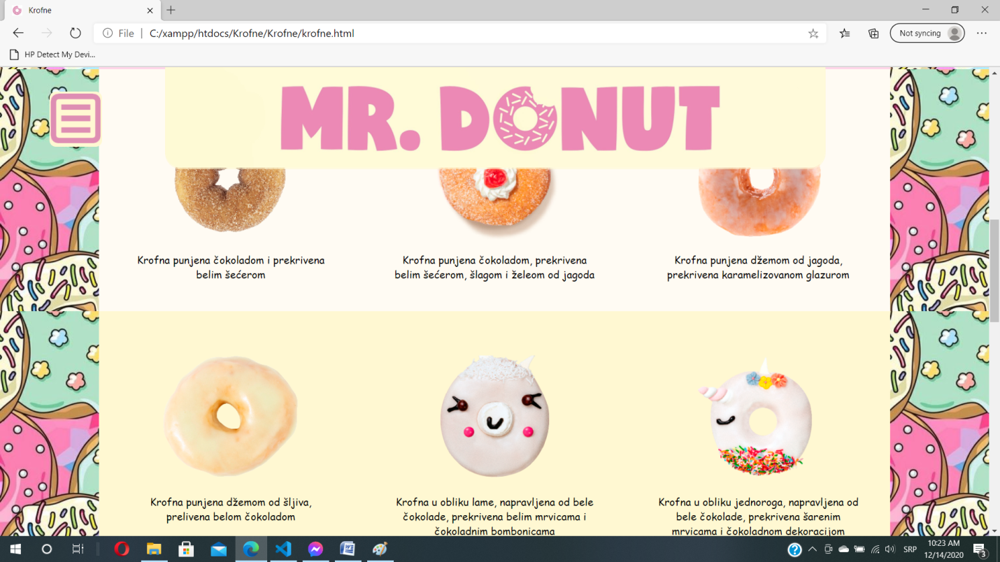 Krofne
File
C:/xampp/htdocs/Krofne/Krofne/krofne.html
Not syncing
HP Detect My Devi...
MR. DONUT
Krofna punjena čokoladom i prekrivena
belim šećerom
Krofna punjena čokoladom, prekrivena
belim šećerom, šlagom i želeom od jagoda
Krofna punjena džemom od jagoda,
prekrivena karamelizovanom glazurom
Krofna punjena džemom od šljiva,
prelivena belom čokoladom
Krofna u obliku lame, napravljena od bele
čokolade, prekrivena belim mrvicama i
čokoladnim bombonicama
Krofna u obliku jednoroga, napravljena od
bele čokolade, prekrivena šarenim
mrvicama i čokoladnom dekoracijom
SRP
10:23 AM
12/14/2020
3